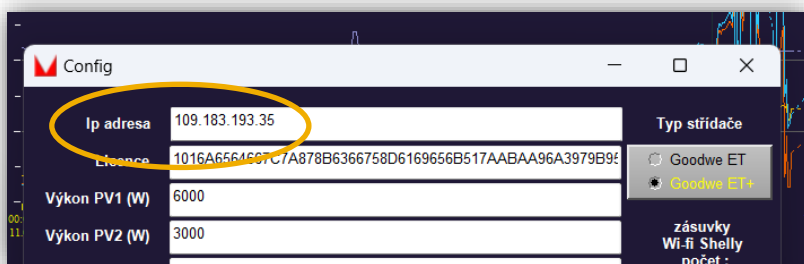 Config
Ip adresa 109.183.193.35 Typ střídače
Licence
Goodwe ET
Výkon PV1 (W) 6000 Goodwe ET+
Výkon PV2 (W) 3000 zásuvky
Wi-fi Shelly
počet :